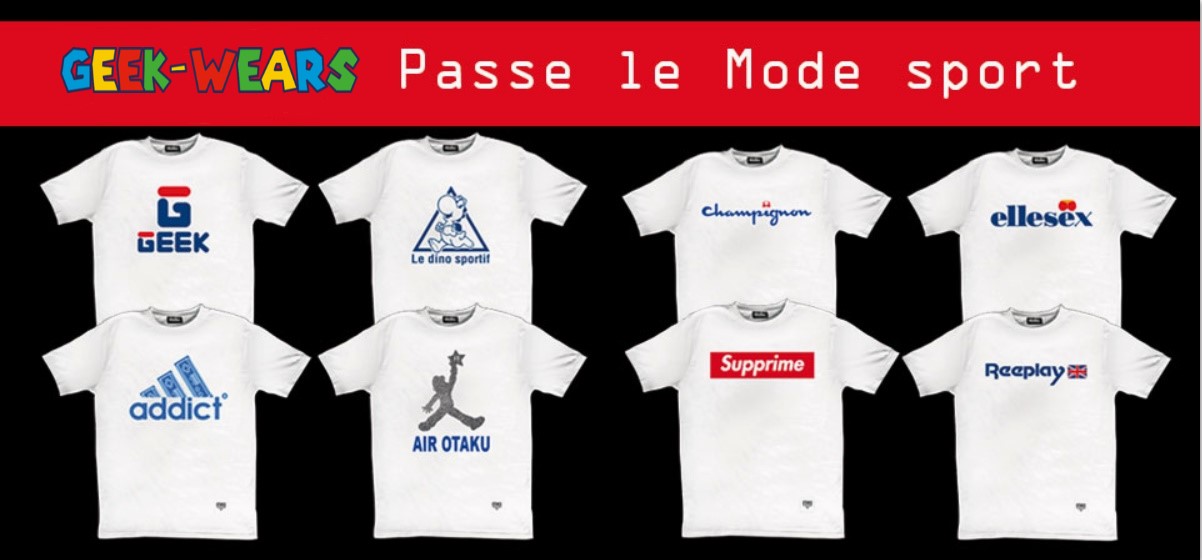 GEEK-WEARS Passe le Mode sport
G
GEEK
Le dino sportif
Champignon
ellesex
addict°
AIR OTAKU
Supprime
Reeplay